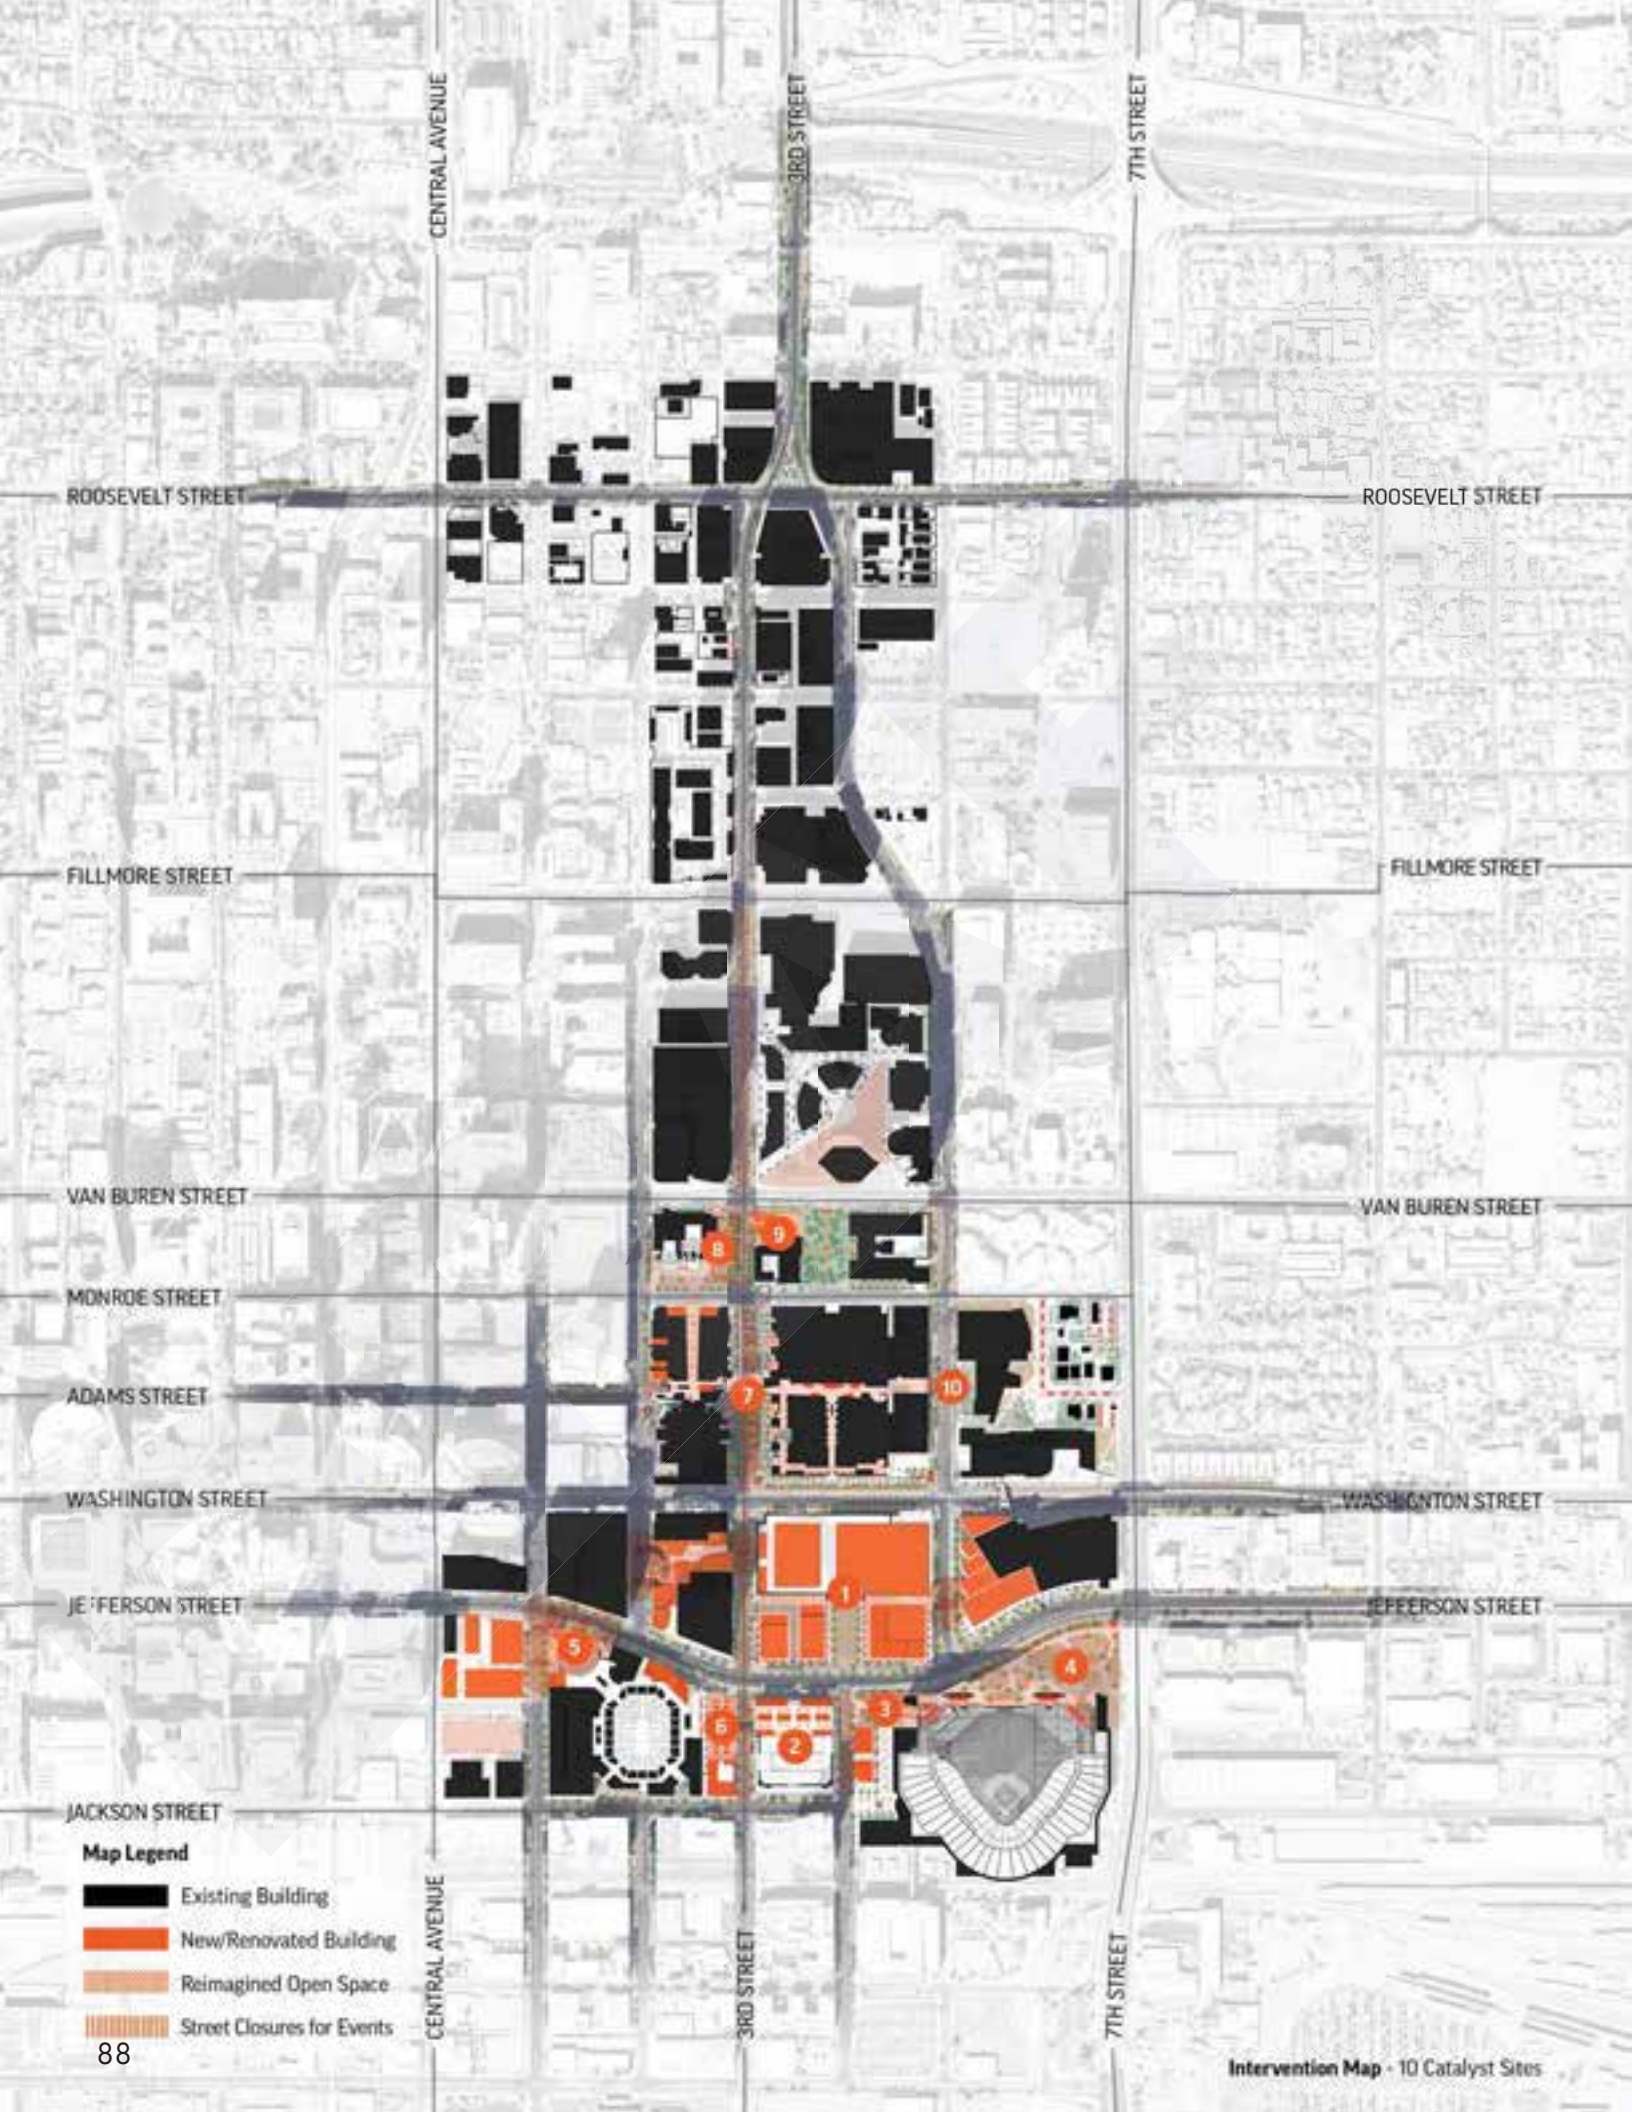 CENTRAL AVENUE
3RD STREET
7TH STREET
ROOSEVELT STREET
ROOSEVELT STREET
FILLMORE STREET
FILLMORE STREET
VAN BUREN STREET
VAN BUREN STREET
8
9
MONROE STREET
ADAMS STREET
7
10
WASHINGTON STREET
WASHIGNTON STREET
1
JEFFERSON STREET
JEFFERSON STREET
5
4
3
6
2
JACKSON STREET
Map Legend
Existing Building
New/Renovated Building
Reimagined Open Space
Street Closures for Events
CENTRAL AVENUE
3RD STREET
7TH STREET
88
Intervention Map - 10 Catalyst Sites